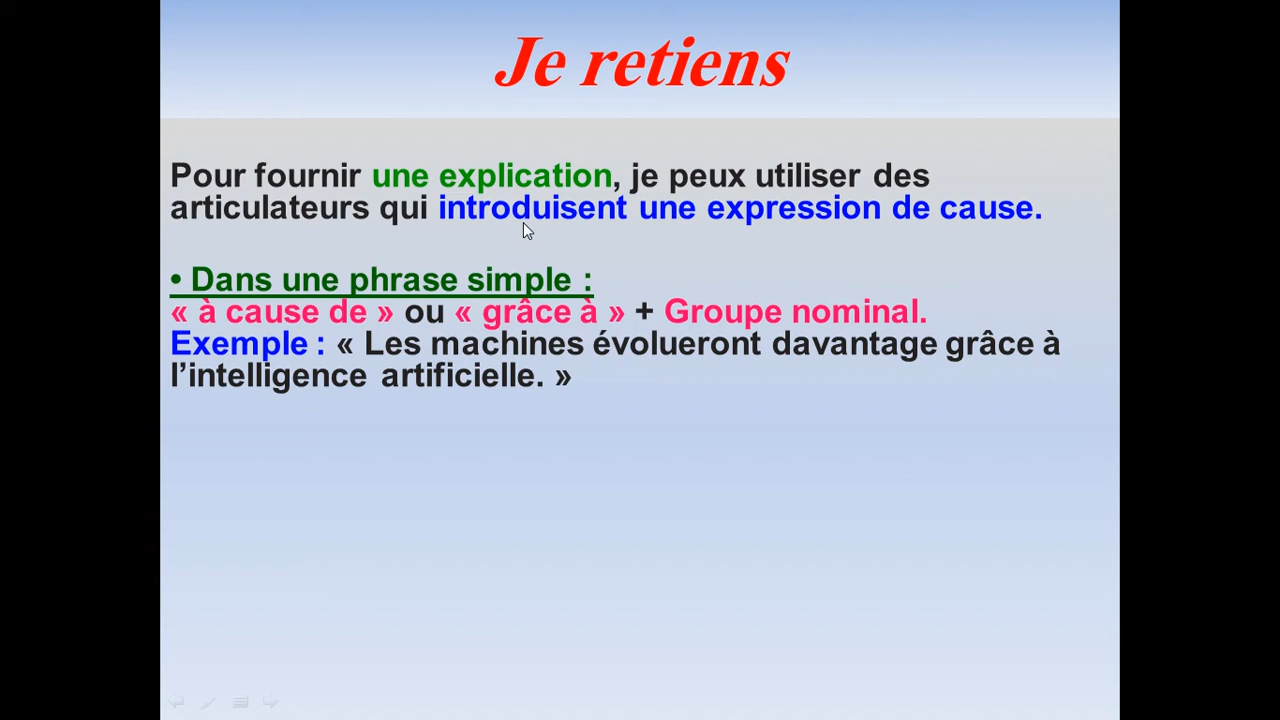 Je retiens
Pour fournir une explication, je peux utiliser des
articulateurs qui introduisent une expression de cause.
• Dans une phrase simple :
« à cause de » ou « grâce à » + Groupe nominal.
Exemple : « Les machines évolueront davantage grâce à
l’intelligence artificielle. »